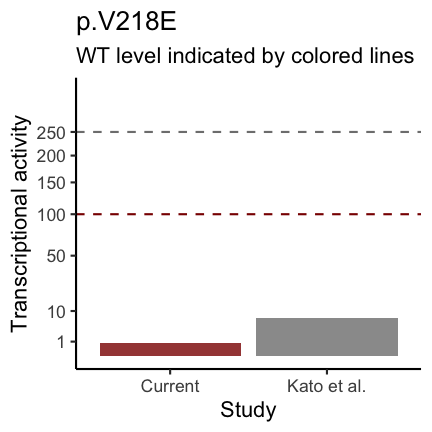 p.V218E
WT level indicated by colored lines
Transcriptional activity
250
200
150
100
50
10
1
Current
Kato et al.
Study